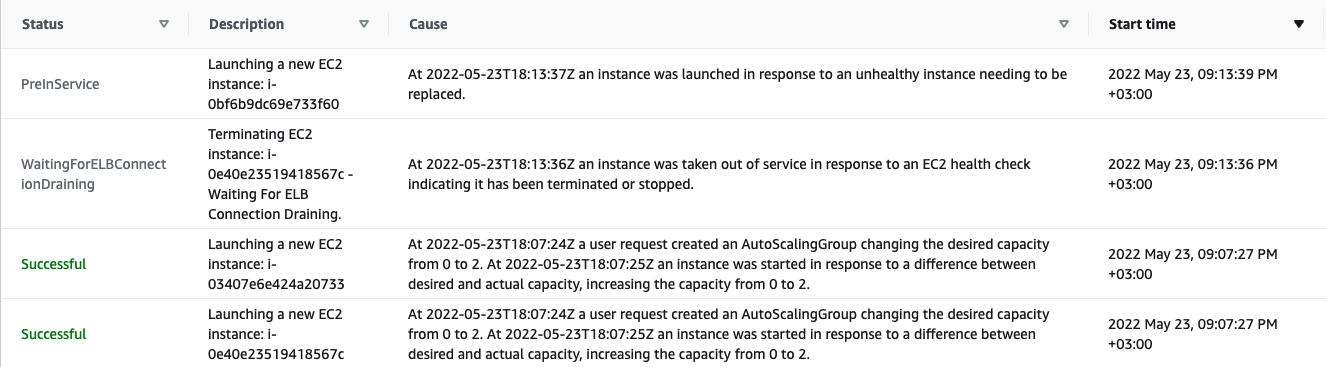 Status
Description
Cause
Start time
PreInService
Launching a new EC2
instance: i-
0bf6b9dc69e733f60
At 2022-05-23T18:13:37Z an instance was launched in response to an unhealthy instance needing to be
replaced.
2022 May 23, 09:13:39 PM
+03:00
WaitingForELBConnect
ionDraining
Terminating EC2
instance: i-
0e40e23519418567c -
Waiting For ELB
Connection Draining.
At 2022-05-23T18:13:36Z an instance was taken out of service in response to an EC2 health check
indicating it has been terminated or stopped.
2022 May 23, 09:13:36 PM
+03:00
Successful
Launching a new EC2
instance: i-
03407e6e424a20733
At 2022-05-23T18:07:24Z a user request created an AutoScalingGroup changing the desired capacity
from 0 to 2. At 2022-05-23T18:07:25Z an instance was started in response to a difference between
desired and actual capacity, increasing the capacity from 0 to 2.
2022 May 23, 09:07:27 PM
+03:00
Successful
Launching a new EC2
instance: i-
0e40e23519418567c
At 2022-05-23T18:07:24Z a user request created an AutoScalingGroup changing the desired capacity
from 0 to 2. At 2022-05-23T18:07:25Z an instance was started in response to a difference between
desired and actual capacity, increasing the capacity from 0 to 2.
2022 May 23, 09:07:27 PM
+03:00